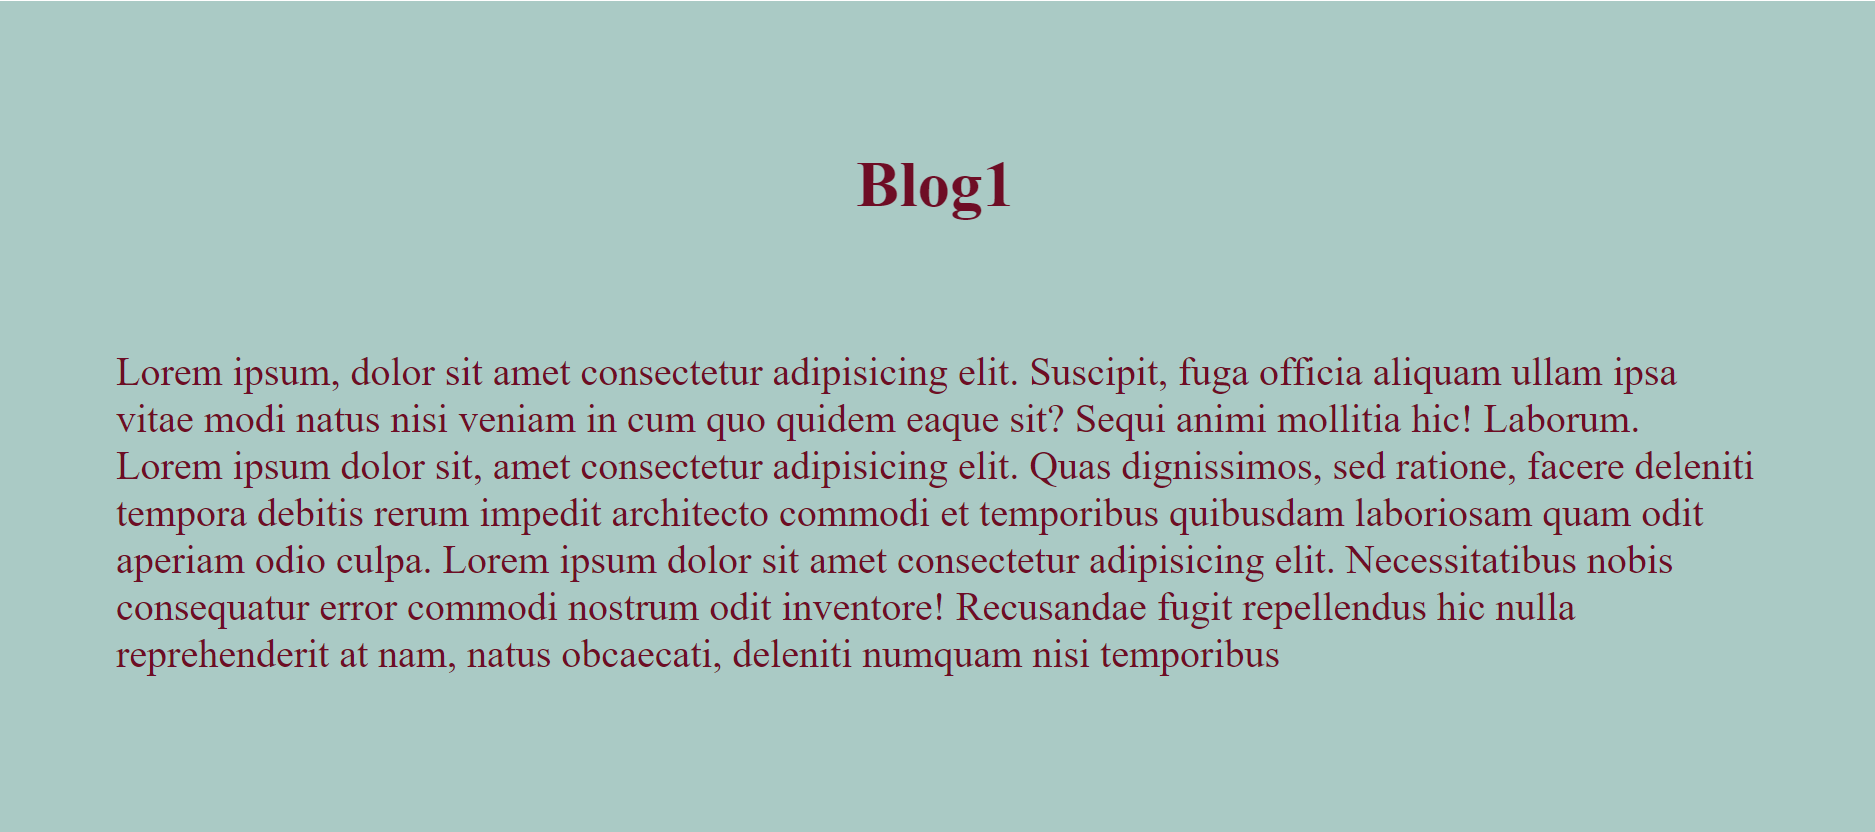 Blog1
Lorem ipsum, dolor sit amet consectetur adipisicing elit. Suscipit, fuga officia aliquam ullam ipsa
vitae modi natus nisi veniam in cum quo quidem eaque sit? Sequi animi mollitia hic! Laborum.
Lorem ipsum dolor sit, amet consectetur adipisicing elit. Quas dignissimos, sed ratione, facere deleniti
tempora debitis rerum impedit architecto commodi et temporibus quibusdam laboriosam quam odit
aperiam odio culpa. Lorem ipsum dolor sit amet consectetur adipisicing elit. Necessitatibus nobis
consequatur error commodi nostrum odit inventore! Recusandae fugit repellendus hic nulla
reprehenderit at nam, natus obcaecati, deleniti numquam nisi temporibus